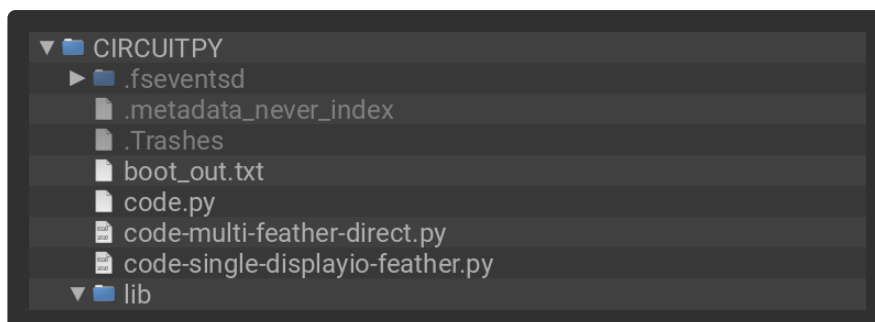 CIRCUITPY
.fseventsd
.metadata_never_index
.Trashes
boot_out.txt
code.py
code-multi-feather-direct.py
code-single-displayio-feather.py
lib